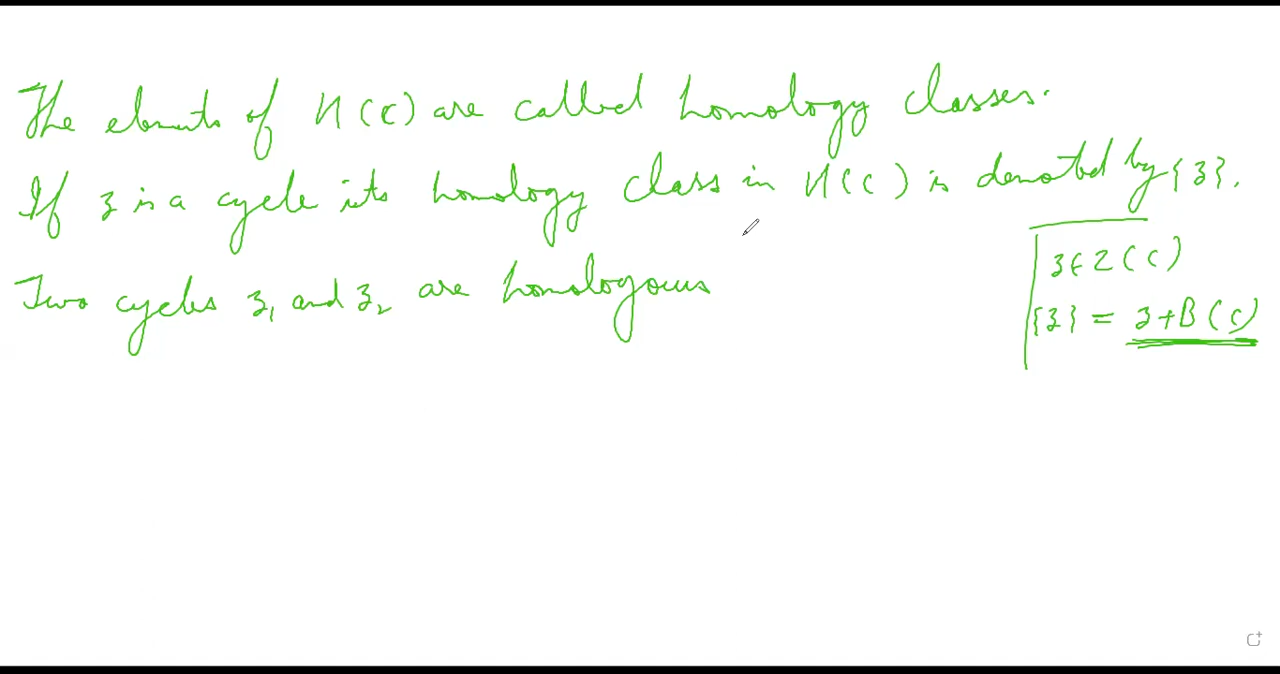 The elements of H(C) are called homology classes.
If z is a cycle its homology class in H(C) is denoted by {z}.
Two cycles z₁ and z₂ are homologous
z ∈ Z(C)
{z} = z + B(C)